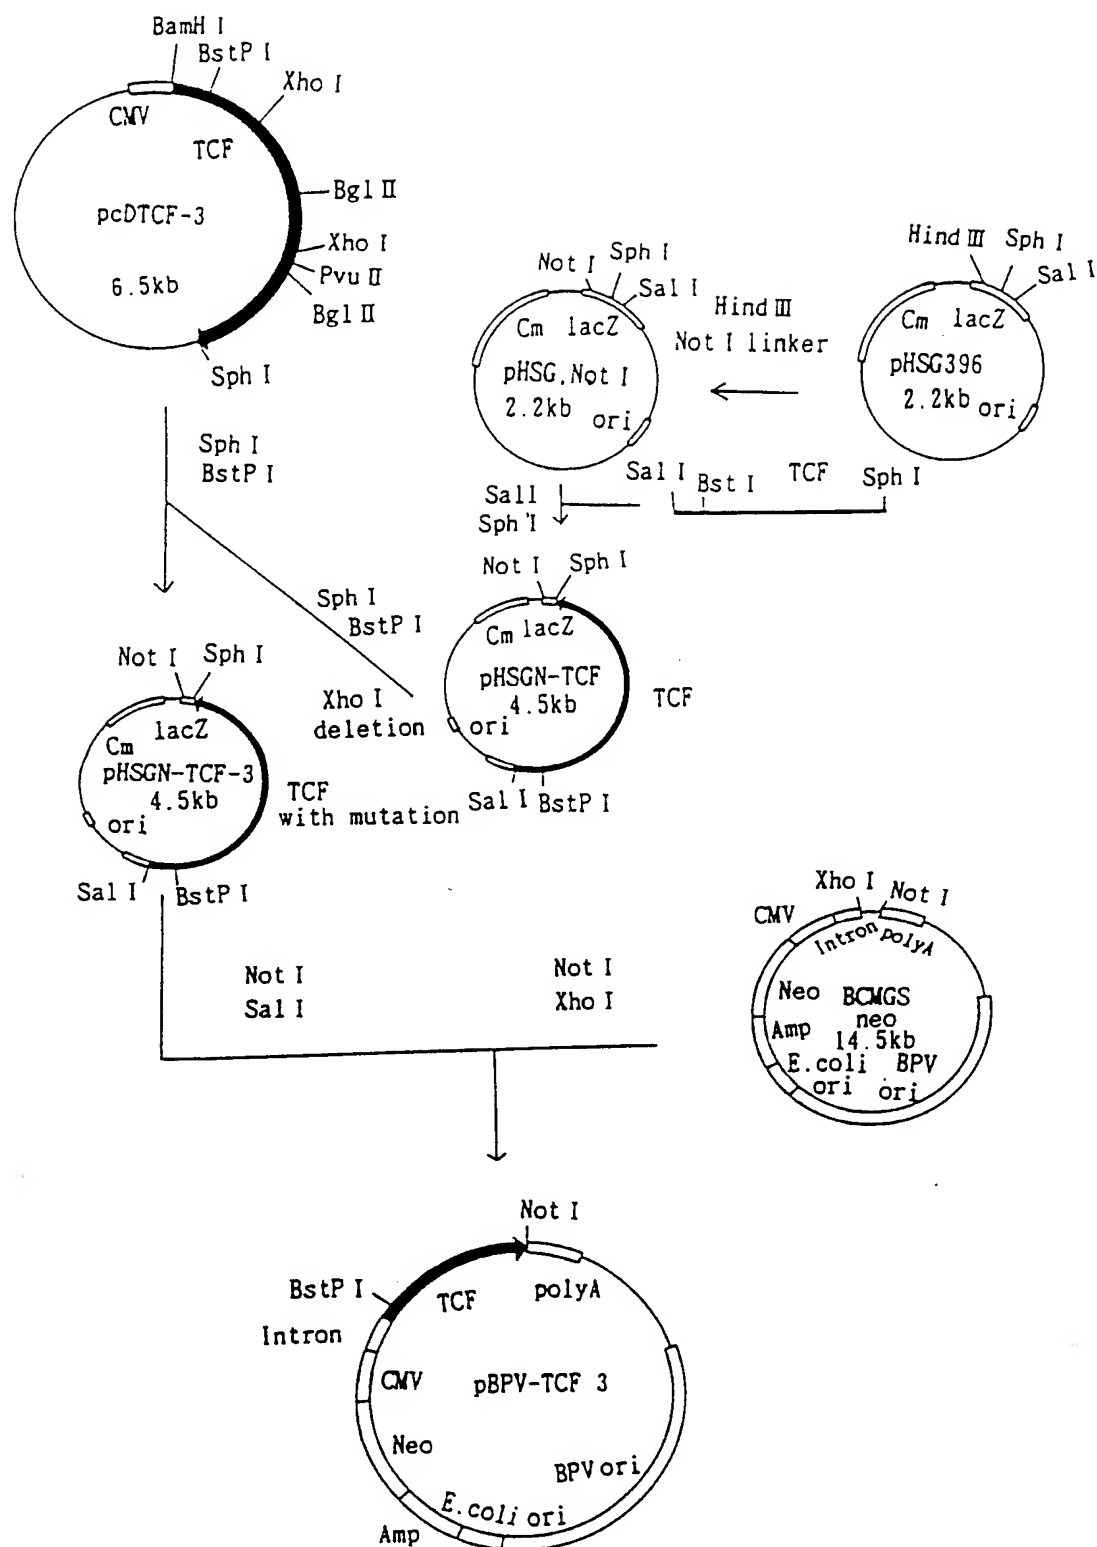 BamH I
BstP I
Xho I
CMV
TCF
Bgl II
pcDTCF-3
Xho I
Pvu II
6.5kb
Bgl II
Sph I
Hind III
Sph I
Sal I
Cm lacZ
pHSG396
2.2kb
ori
Hind III
Not I linker
Not I
Sph I
Sal I
Cm lacZ
pHSG.Not I
2.2kb
ori
Sph I
BstP I
Sal I
Sph I
Sal I
Bst I
TCF
Sph I
Not I
Sph I
Cm lacZ
pHSGN-TCF
4.5kb
TCF
ori
Sal I
BstP I
Sph I
BstP I
Xho I
deletion
Not I
Sph I
lacZ
Cm
pHSGN-TCF-3
4.5kb
ori
TCF
with mutation
Sal I
BstP I
Xho I
Not I
CMV
Intron
polyA
Neo
BCMGS
neo
Amp
14.5kb
E.coli
ori
BPV
ori
Not I
Sal I
Not I
Xho I
Not I
BstP I
TCF
polyA
Intron
CMV
pBPV-TCF 3
Neo
BPV ori
E.coli ori
Amp